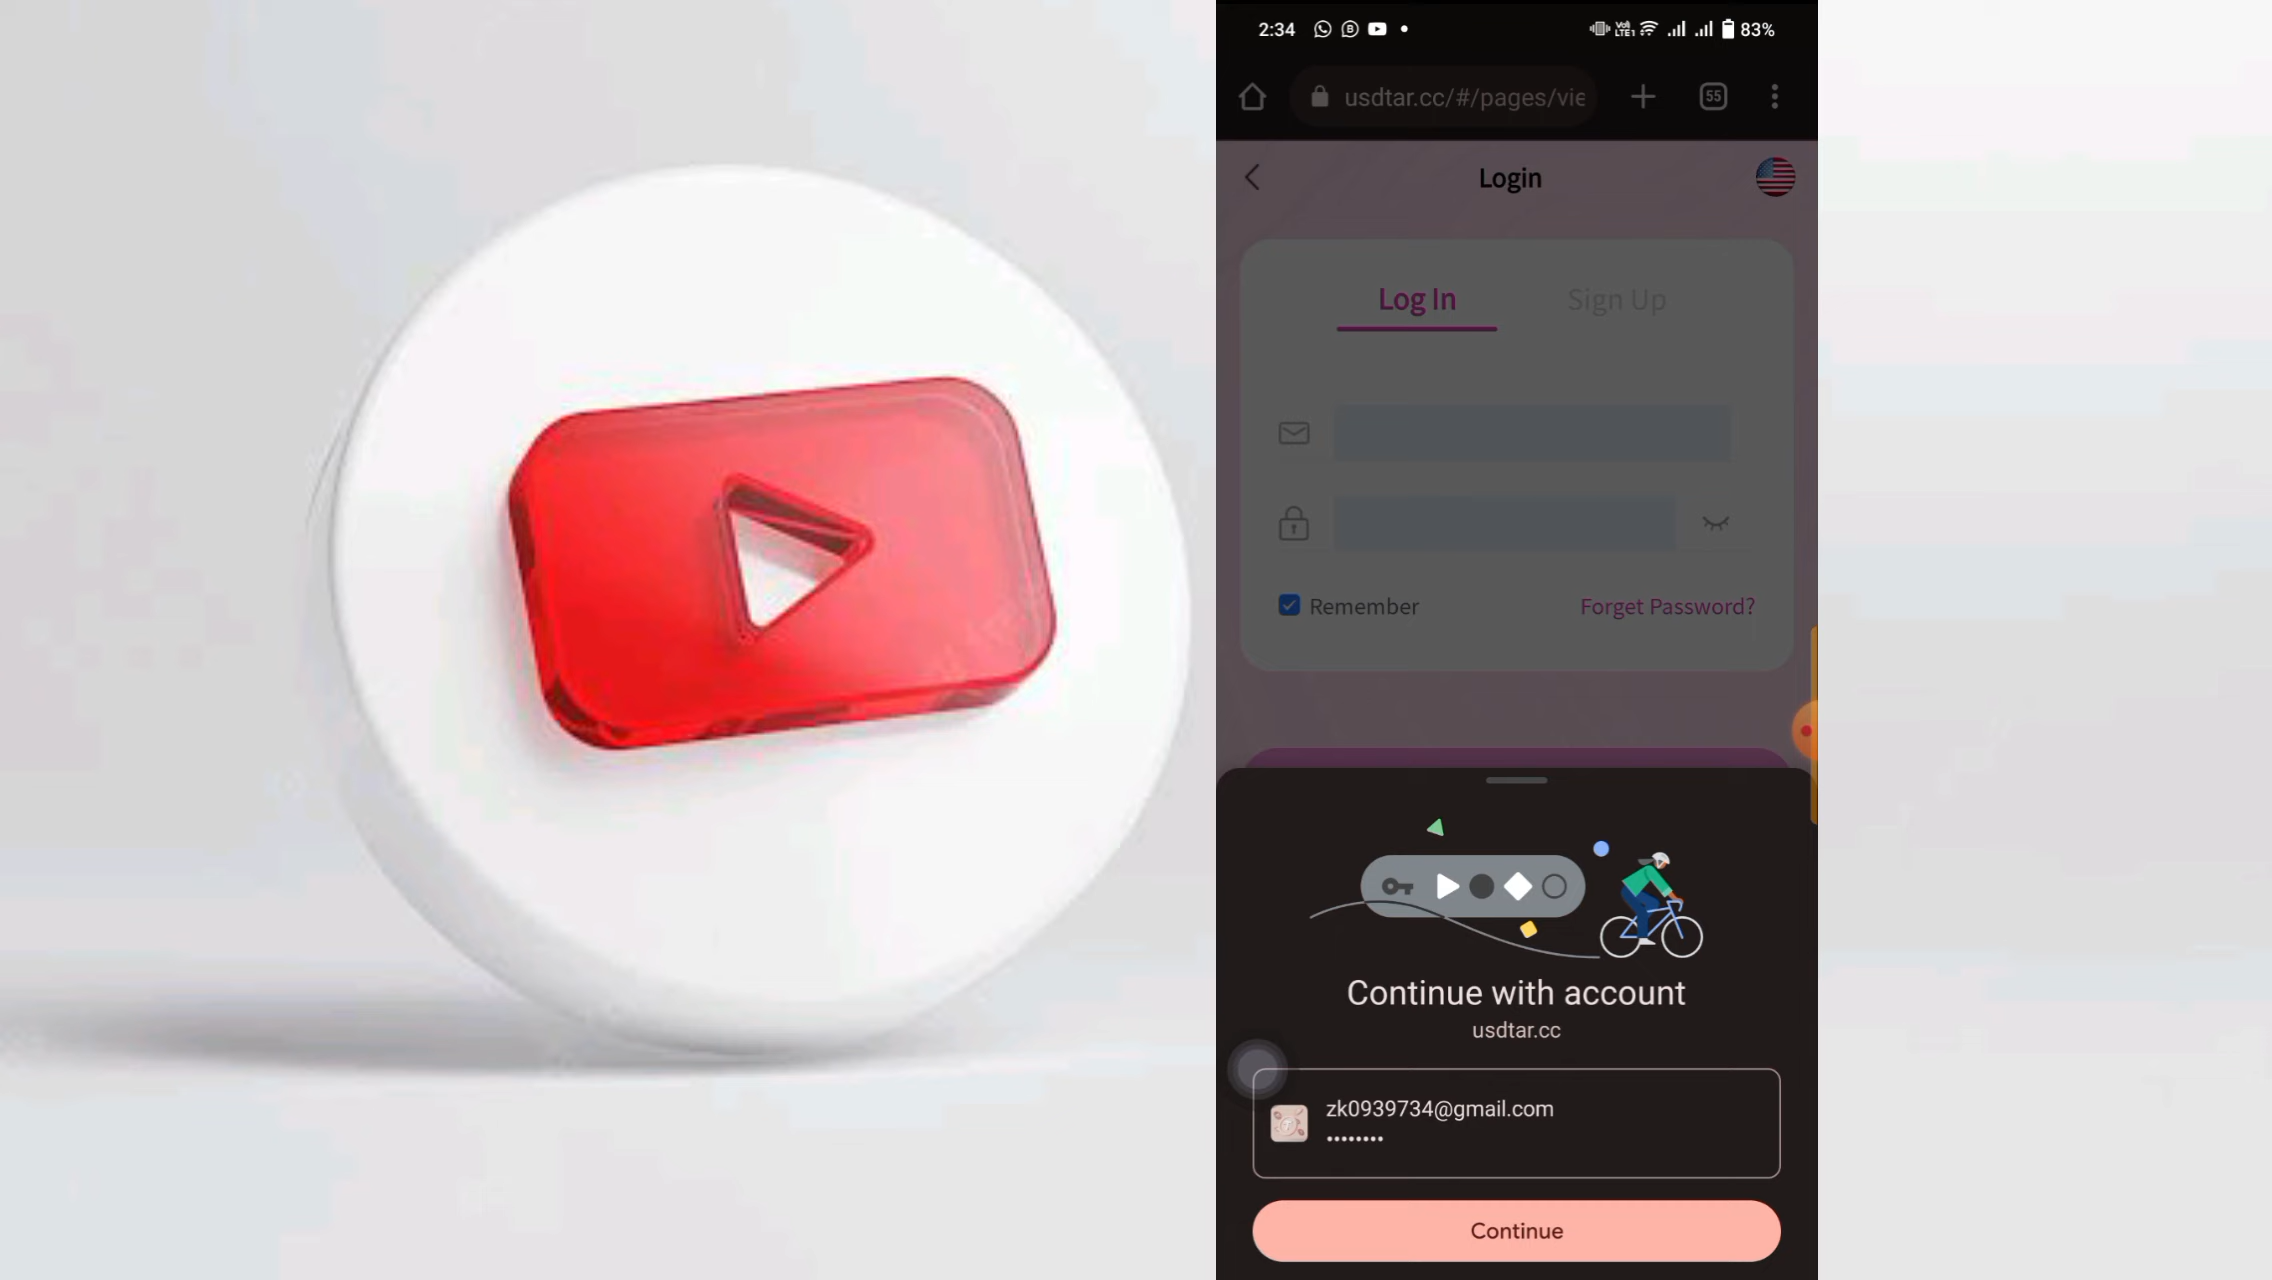 2:34
83%
usdtar.cc/#/pages/vie
55
Login
Log In
Sign Up
Remember
Forget Password?
Continue with account
usdtar.cc
zk0939734@gmail.com
••••••••
Continue